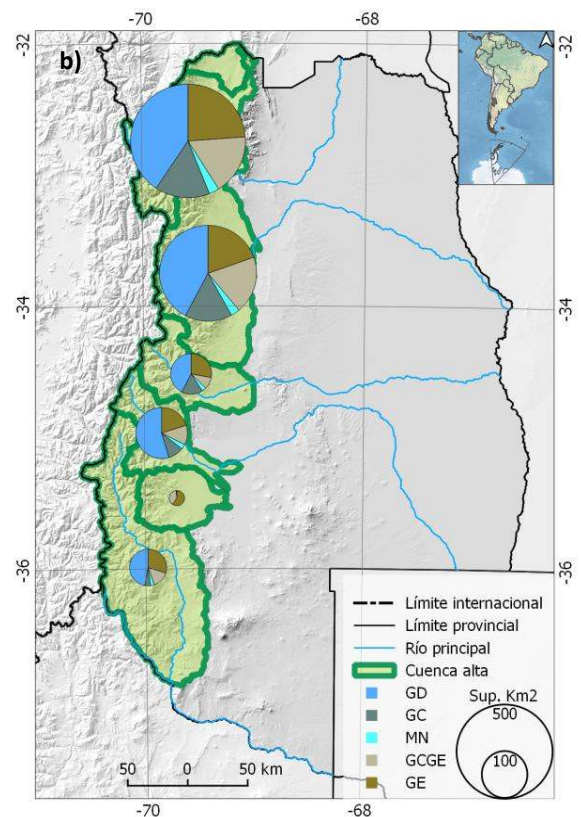 -70 -68
-32 -32
b)
-34 -34
-36 -36
Límite internacional
Límite provincial
Río principal
Cuenca alta
GD
GC
MN
GCGE
GE
Sup. Km2
500
100
50 0 50 km
-70 -68